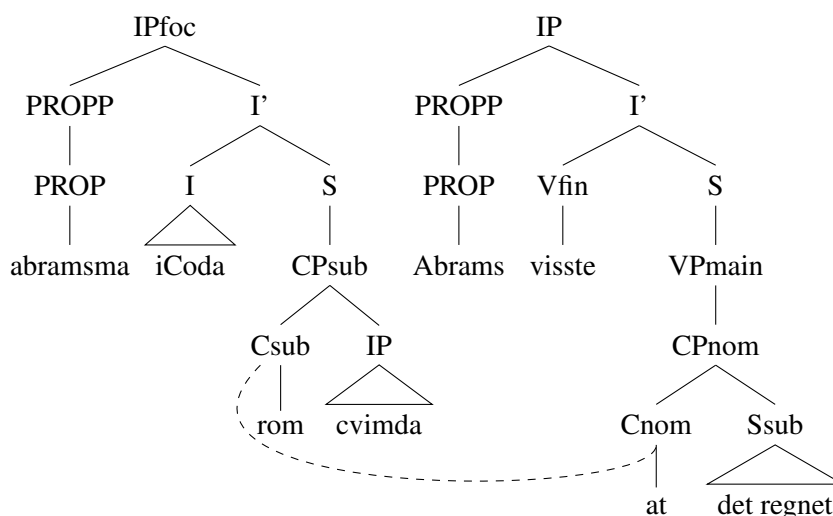 IPfoc IP
PROPP I’ PROPP I’
PROP I S PROP Vfin S
abramsma iCoda CPsub Abrams visste VPmain
Csub IP CPnom
rom cvimda Cnom Ssub
at det regnet